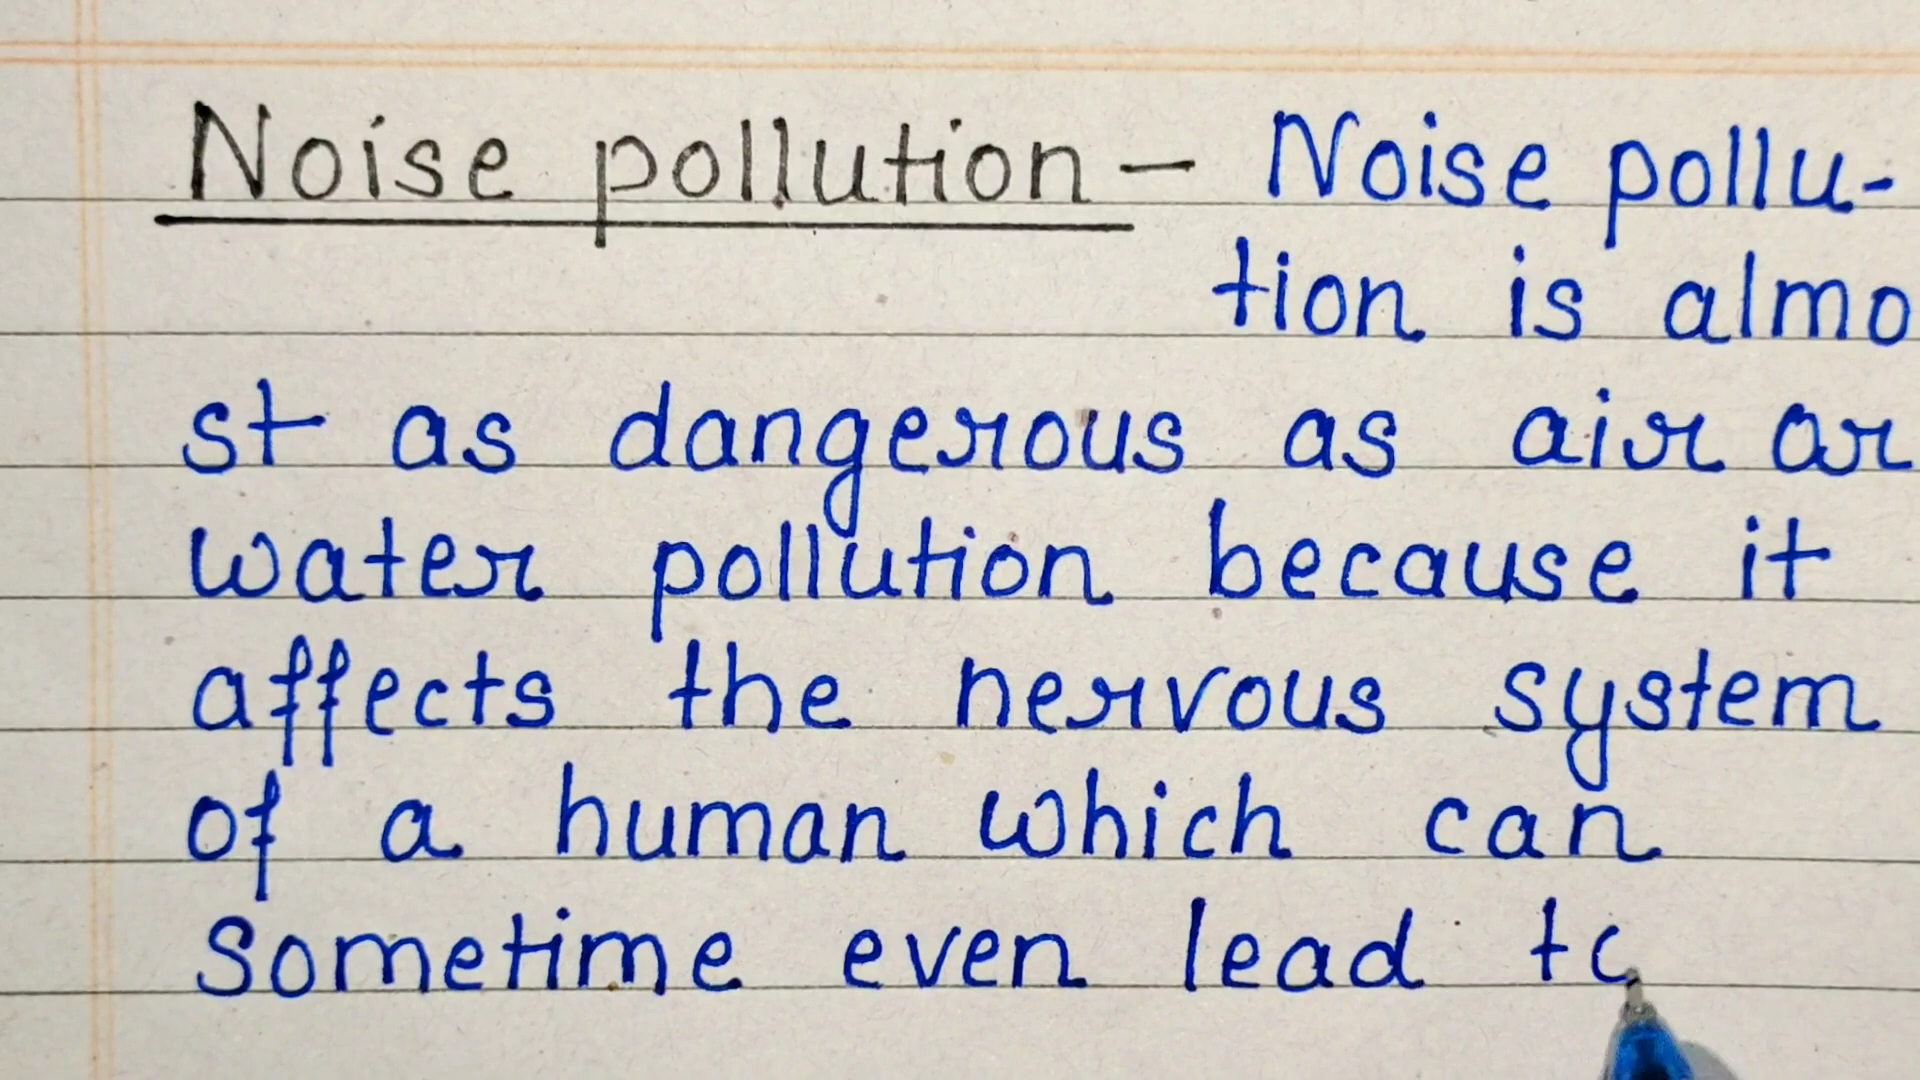 Noise pollution - Noise pollu-
tion is almo
st as dangerous as air or
water pollution because it
affects the nervous system
of a human which can
sometime even lead